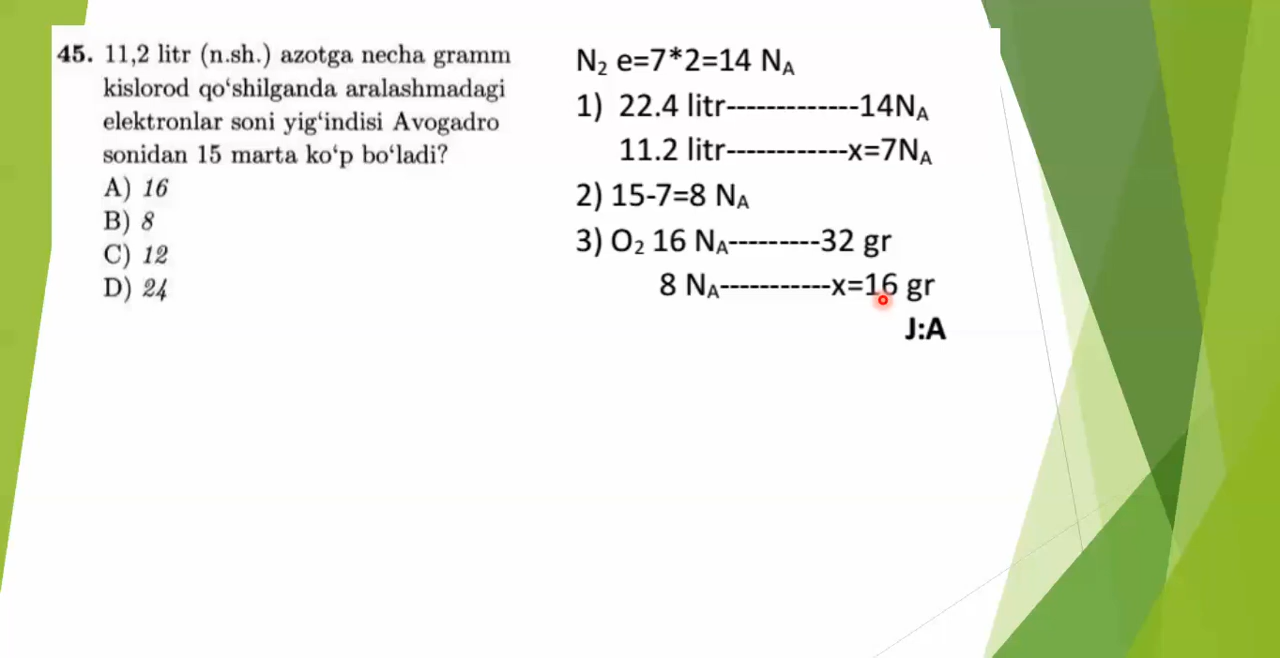 45. 11,2 litr (n.sh.) azotga necha gramm
kislorod qo‘shilganda aralashmadagi
elektronlar soni yig‘indisi Avogadro
sonidan 15 marta ko‘p bo‘ladi?
A) 16
B) 8
C) 12
D) 24
N₂ e=7*2=14 Nₐ
1) 22.4 litr-------------14Nₐ
11.2 litr------------x=7Nₐ
2) 15-7=8 Nₐ
3) O₂ 16 Nₐ---------32 gr
8 Nₐ-----------x=16 gr
J:A